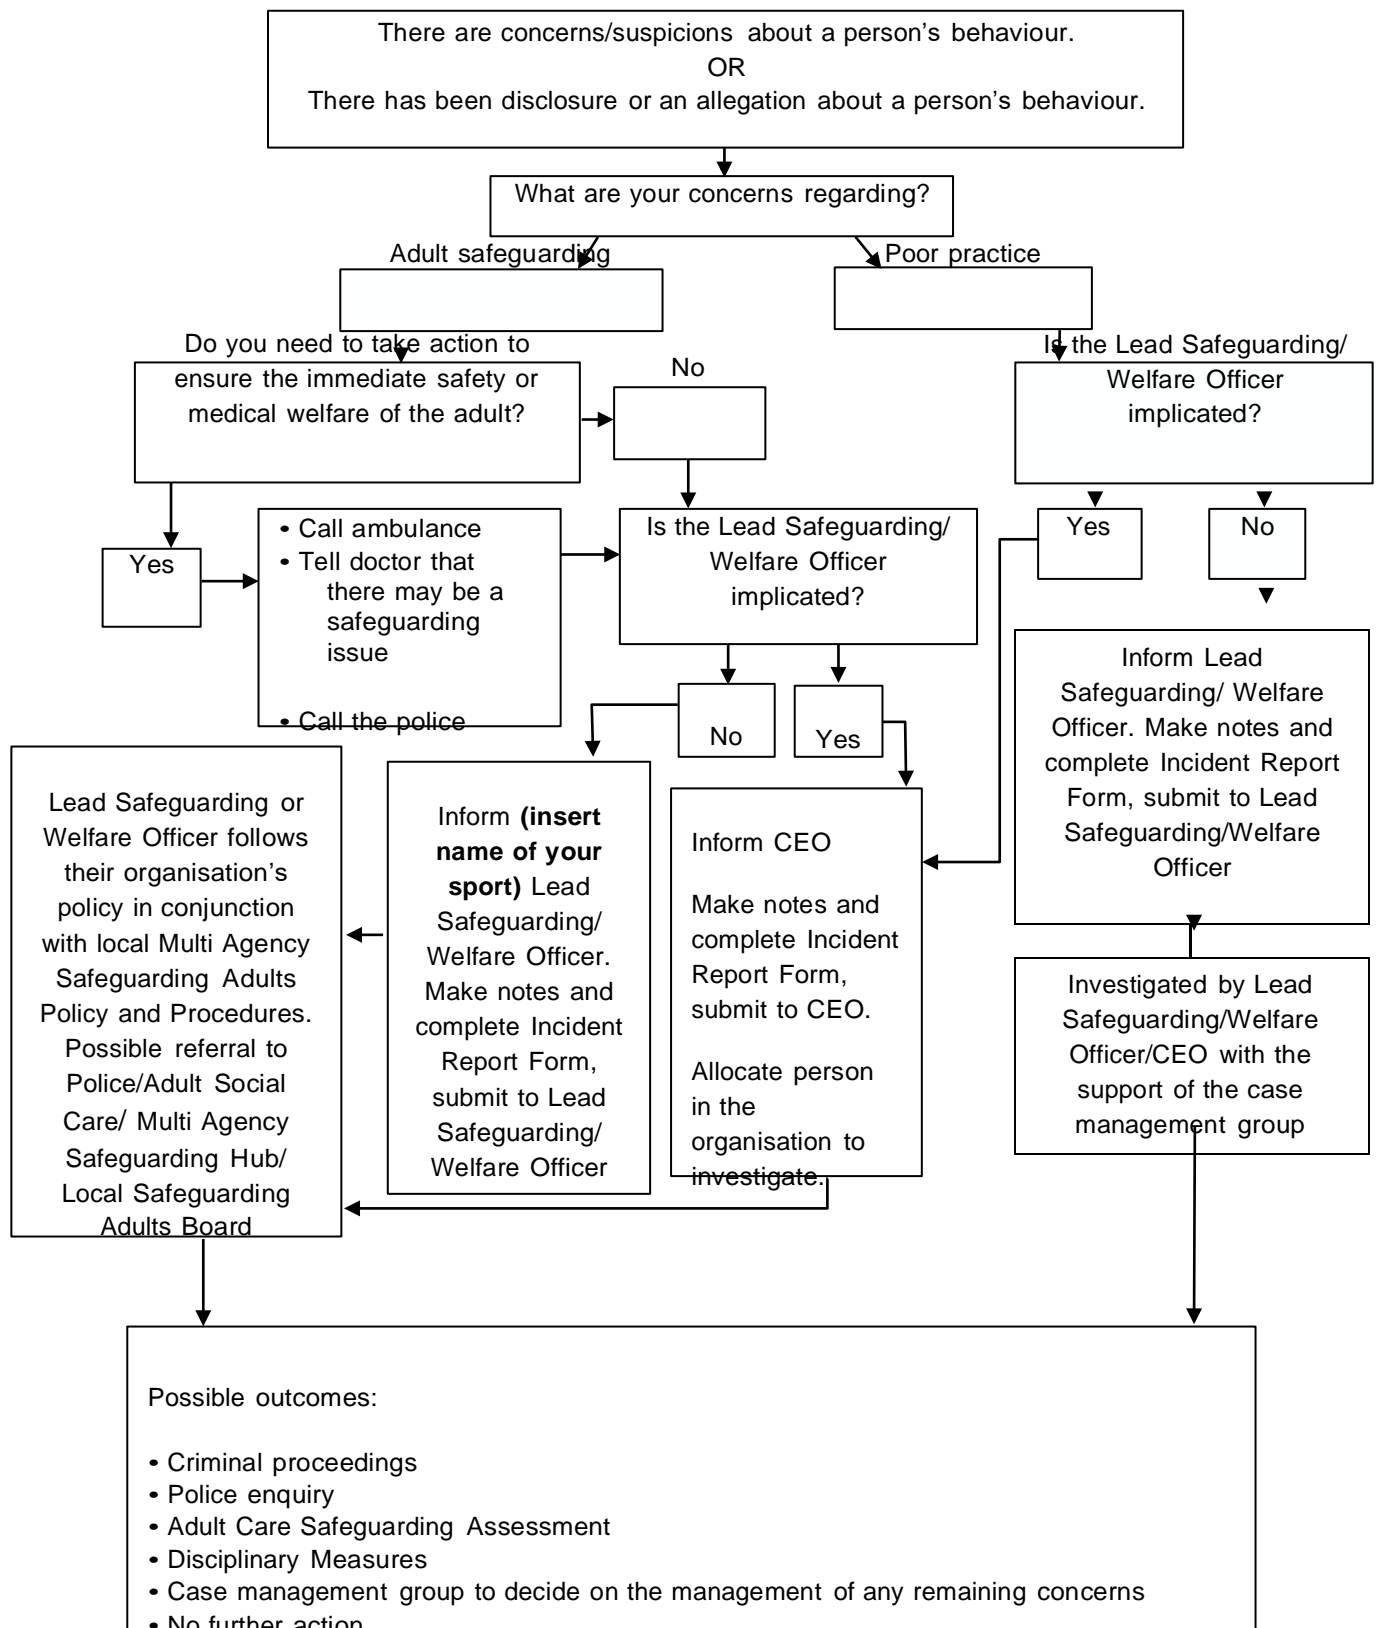 There are concerns/suspicions about a person's behaviour.
OR
There has been disclosure or an allegation about a person's behaviour.
What are your concerns regarding?
Adult safeguarding
Poor practice
Do you need to take action to
ensure the immediate safety or
medical welfare of the adult?
No
Is the Lead Safeguarding/
Welfare Officer
implicated?
Yes
• Call ambulance
• Tell doctor that
there may be a
safeguarding
issue
• Call the police
Is the Lead Safeguarding/
Welfare Officer
implicated?
Yes
No
No
Yes
Lead Safeguarding or
Welfare Officer follows
their organisation's
policy in conjunction
with local Multi Agency
Safeguarding Adults
Policy and Procedures.
Possible referral to
Police/Adult Social
Care/ Multi Agency
Safeguarding Hub/
Local Safeguarding
Adults Board
Inform (insert
name of your
sport) Lead
Safeguarding/
Welfare Officer.
Make notes and
complete Incident
Report Form,
submit to Lead
Safeguarding/
Welfare Officer
Inform CEO
Make notes and
complete Incident
Report Form,
submit to CEO.
Allocate person
in the
organisation to
investigate.
Inform Lead
Safeguarding/ Welfare
Officer. Make notes and
complete Incident Report
Form, submit to Lead
Safeguarding/Welfare
Officer
Investigated by Lead
Safeguarding/Welfare
Officer/CEO with the
support of the case
management group
Possible outcomes:
• Criminal proceedings
• Police enquiry
• Adult Care Safeguarding Assessment
• Disciplinary Measures
• Case management group to decide on the management of any remaining concerns
• No further action